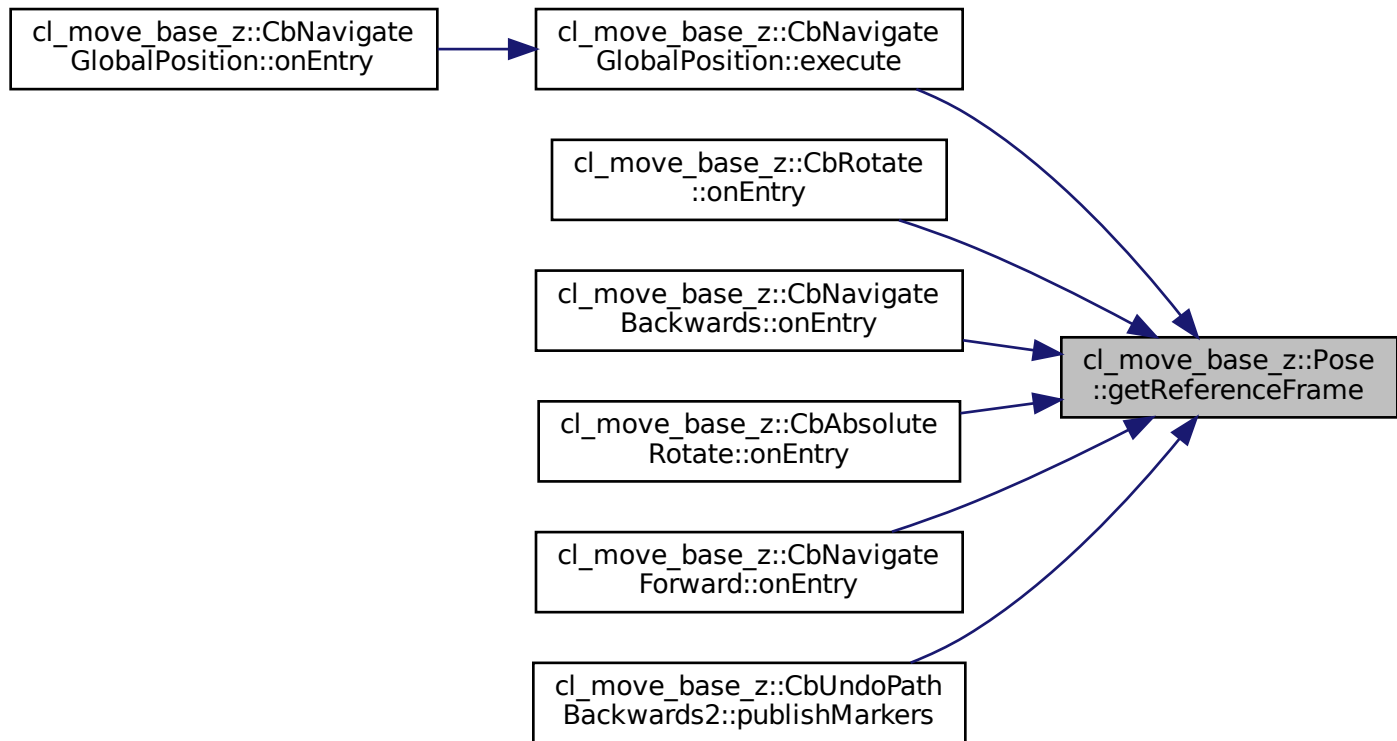 cl_move_base_z::CbNavigate
GlobalPosition::onEntry
cl_move_base_z::CbNavigate
GlobalPosition::execute
cl_move_base_z::CbRotate
::onEntry
cl_move_base_z::CbNavigate
Backwards::onEntry
cl_move_base_z::Pose
::getReferenceFrame
cl_move_base_z::CbAbsolute
Rotate::onEntry
cl_move_base_z::CbNavigate
Forward::onEntry
cl_move_base_z::CbUndoPath
Backwards2::publishMarkers